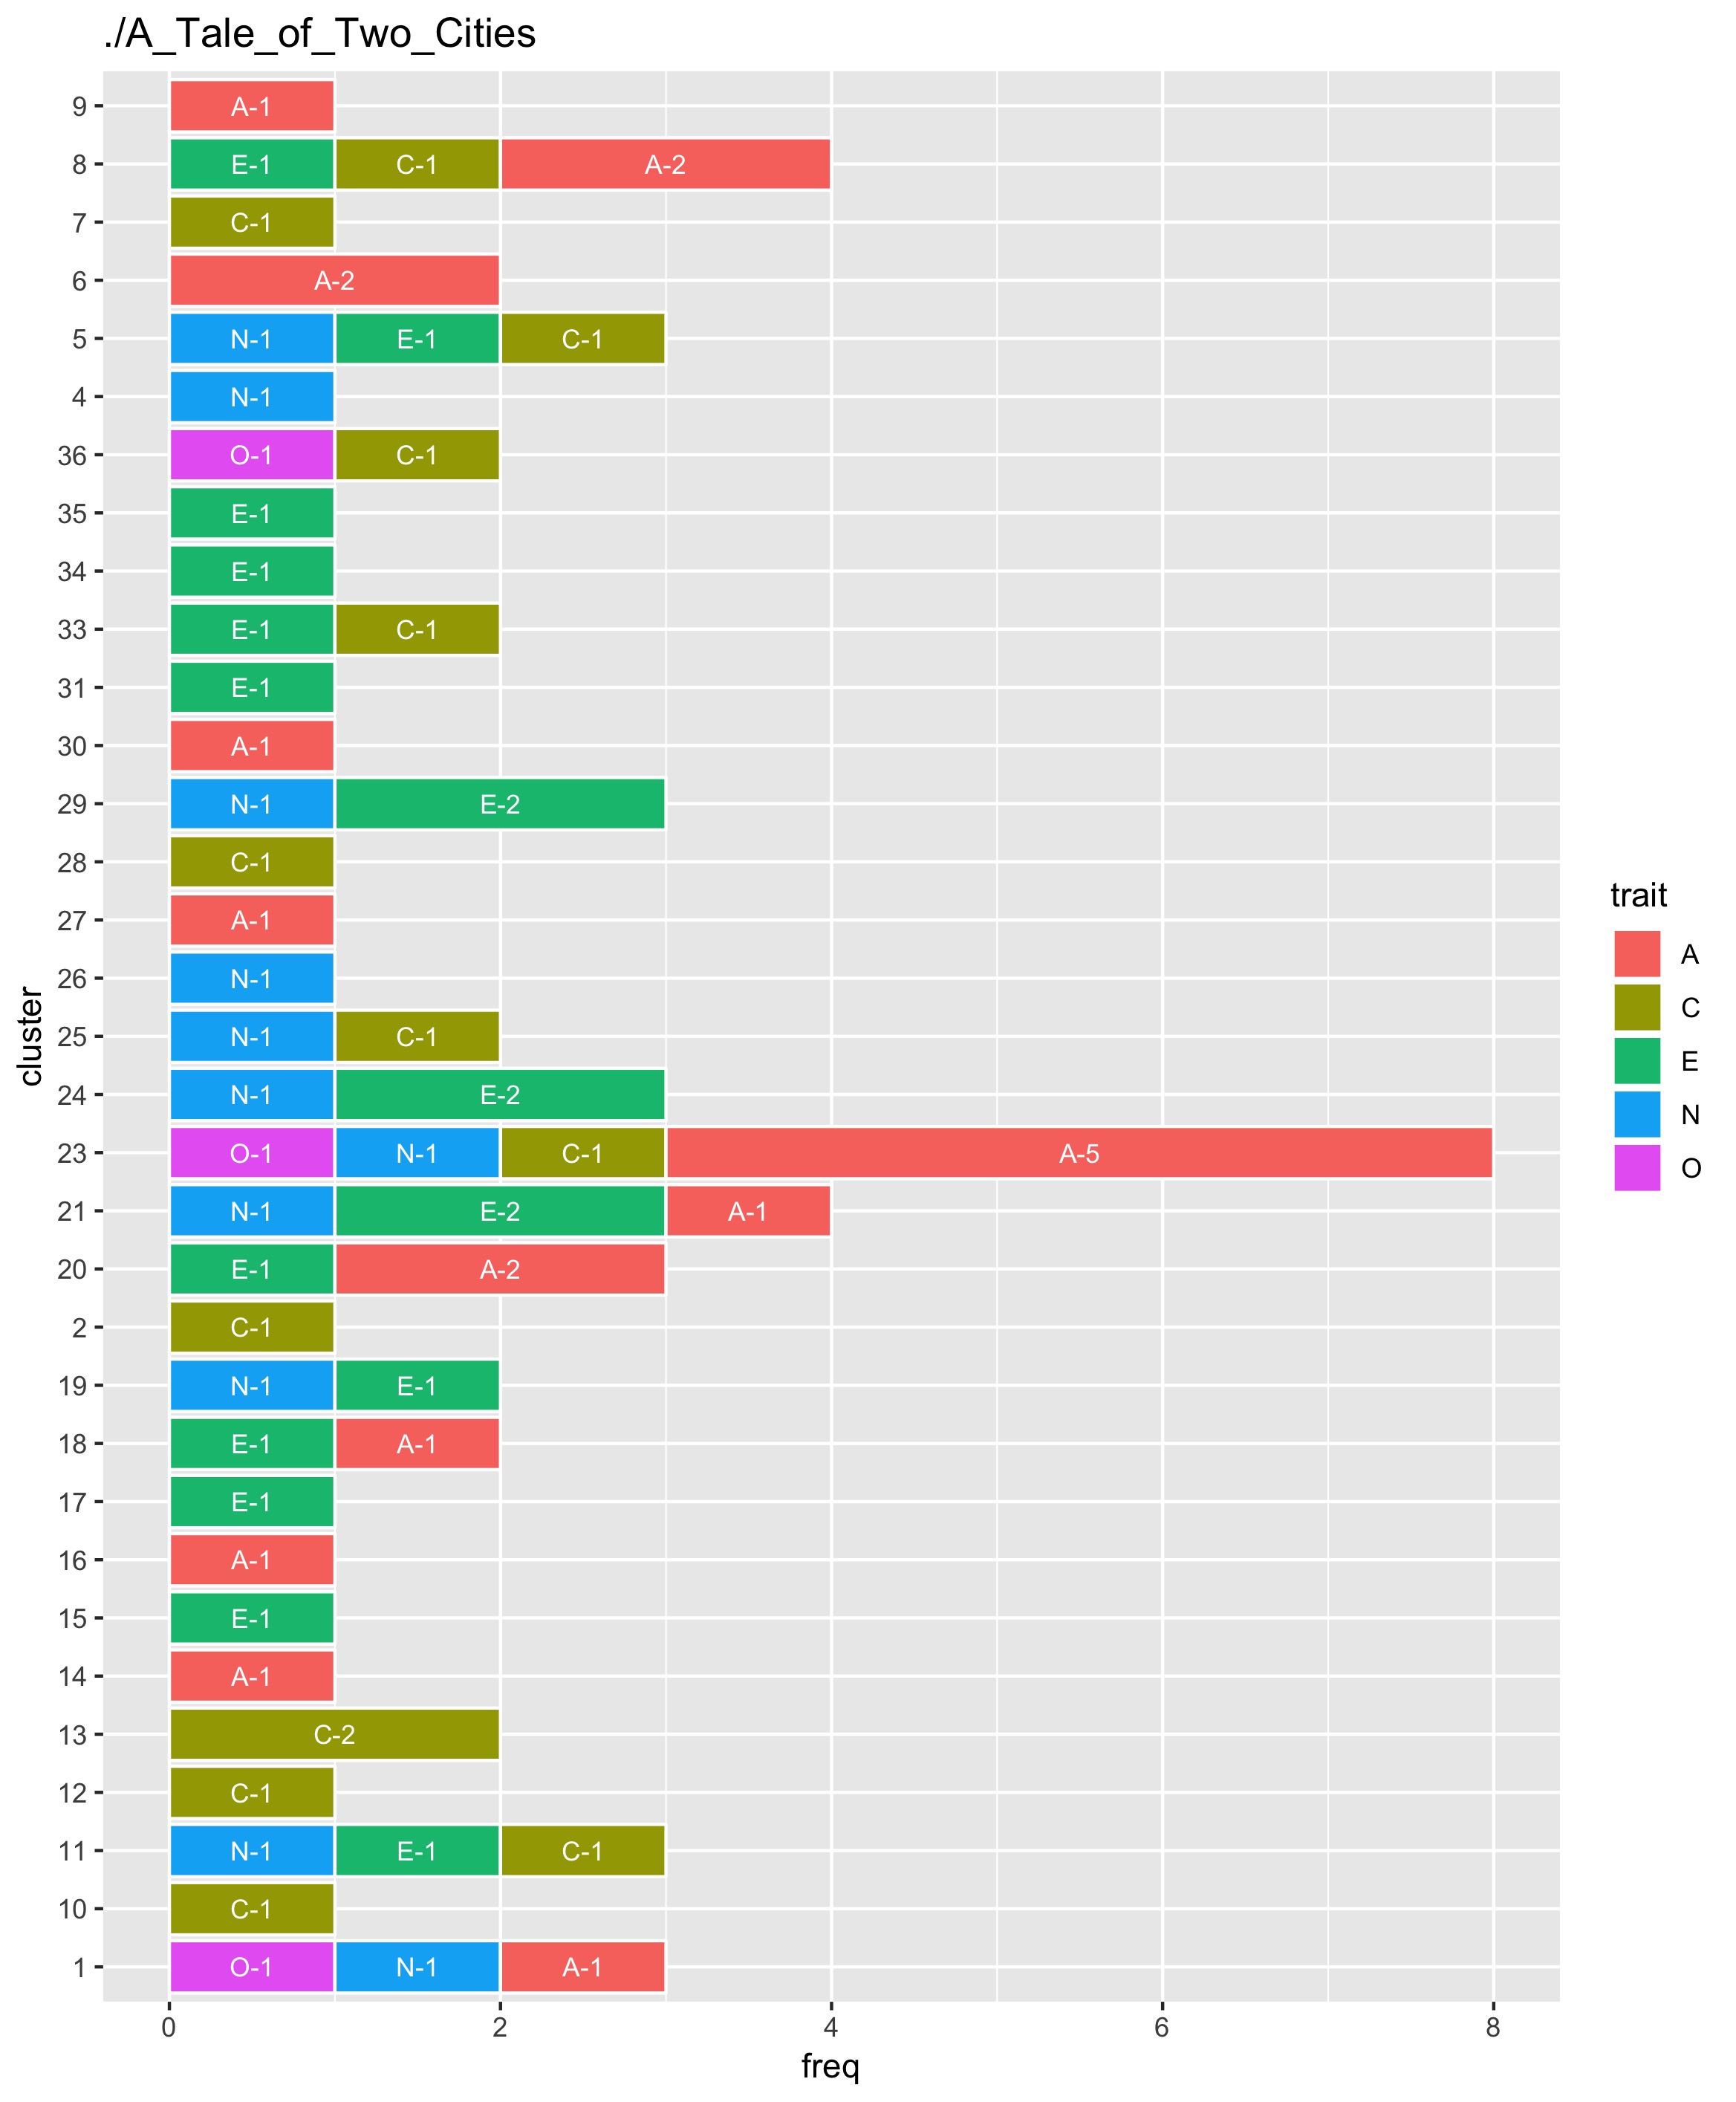 ./A_Tale_of_Two_Cities
9 A-1
8 E-1 C-1 A-2
7 C-1
6 A-2
5 N-1 E-1 C-1
4 N-1
36 O-1 C-1
35 E-1
34 E-1
33 E-1 C-1
31 E-1
30 A-1
29 N-1 E-2
28 C-1
27 A-1
26 N-1
25 N-1 C-1
24 N-1 E-2
23 O-1 N-1 C-1 A-5
21 N-1 E-2 A-1
20 E-1 A-2
2 C-1
19 N-1 E-1
18 E-1 A-1
17 E-1
16 A-1
15 E-1
14 A-1
13 C-2
12 C-1
11 N-1 E-1 C-1
10 C-1
1 O-1 N-1 A-1
0 2 4 6 8
freq
cluster
trait
A
C
E
N
O